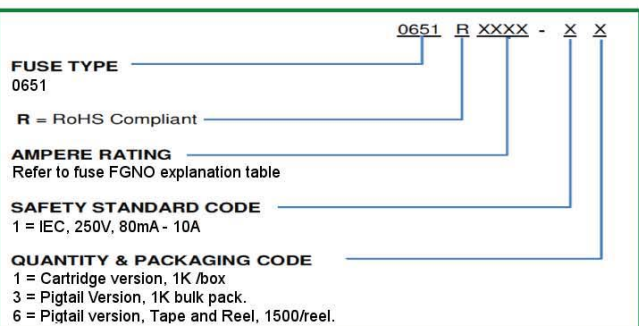 0651 R XXXX - X X
FUSE TYPE
0651
R = RoHS Compliant
AMPERE RATING
Refer to fuse FGNO explanation table
SAFETY STANDARD CODE
1 = IEC, 250V, 80mA - 10A
QUANTITY & PACKAGING CODE
1 = Cartridge version, 1K /box
3 = Pigtail Version, 1K bulk pack.
6 = Pigtail version, Tape and Reel, 1500/reel.